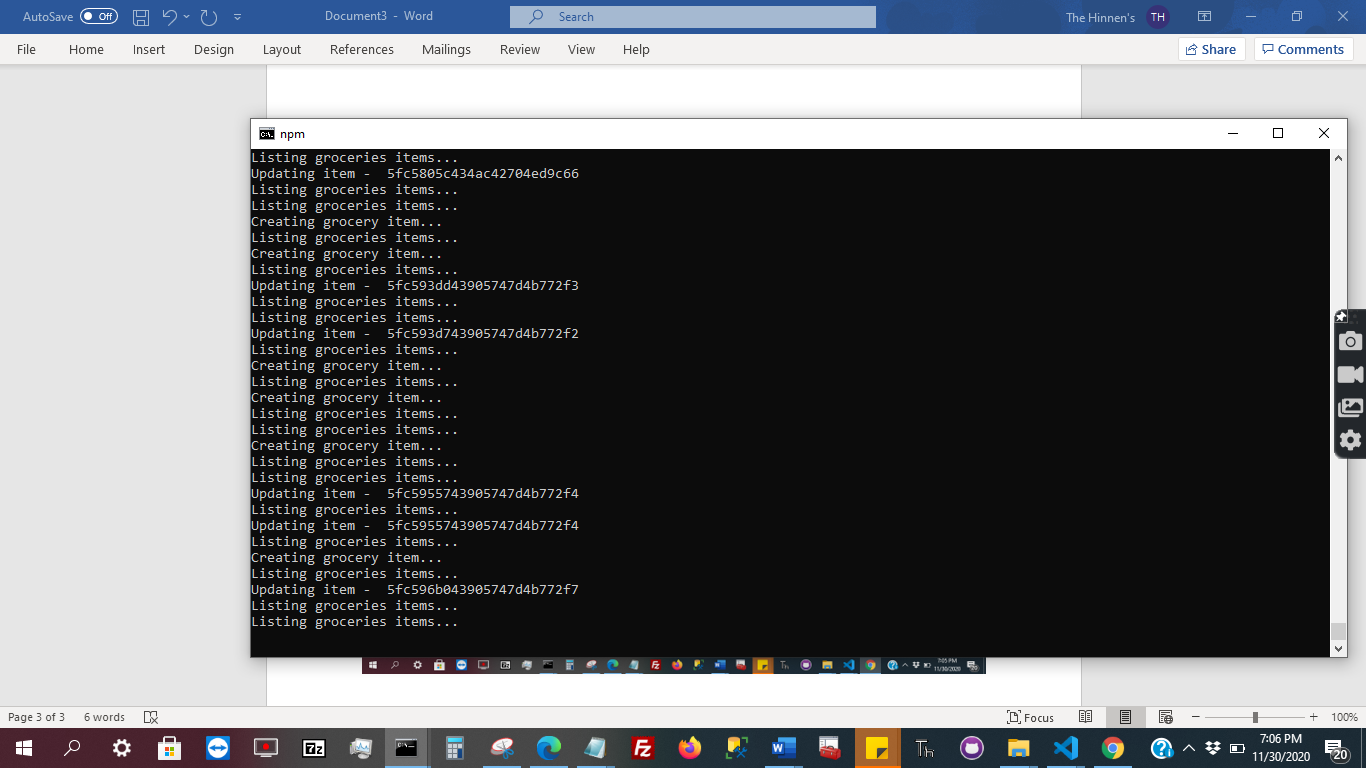 AutoSave Off Document3 - Word Search The Hinnen's TH
File Home Insert Design Layout References Mailings Review View Help Share Comments
npm
Listing groceries items...
Updating item -  5fc5805c434ac42704ed9c66
Listing groceries items...
Listing groceries items...
Creating grocery item...
Listing groceries items...
Creating grocery item...
Listing groceries items...
Updating item -  5fc593dd43905747d4b772f3
Listing groceries items...
Listing groceries items...
Updating item -  5fc593d743905747d4b772f2
Listing groceries items...
Creating grocery item...
Listing groceries items...
Creating grocery item...
Listing groceries items...
Listing groceries items...
Creating grocery item...
Listing groceries items...
Listing groceries items...
Updating item -  5fc5955743905747d4b772f4
Listing groceries items...
Updating item -  5fc5955743905747d4b772f4
Listing groceries items...
Creating grocery item...
Listing groceries items...
Updating item -  5fc596b043905747d4b772f7
Listing groceries items...
Listing groceries items...
7:05 PM
11/30/2020
Page 3 of 3 6 words Focus 100%
7:06 PM
11/30/2020
20